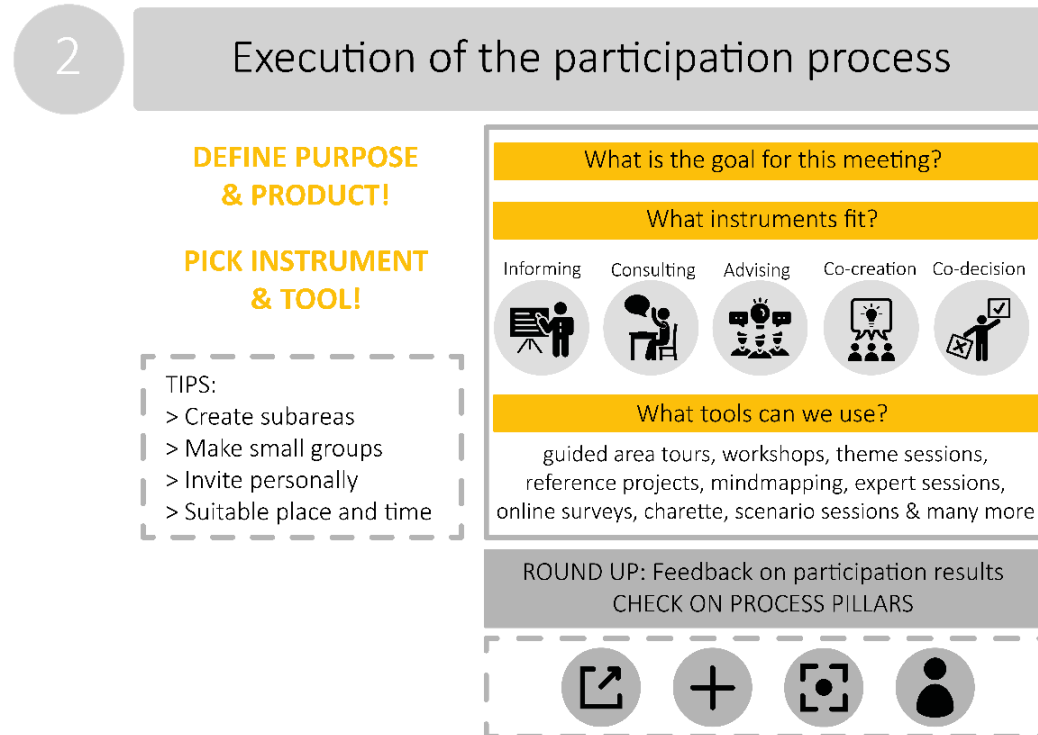 2
Execution of the participation process
DEFINE PURPOSE
& PRODUCT!
PICK INSTRUMENT
& TOOL!
TIPS:
> Create subareas
> Make small groups
> Invite personally
> Suitable place and time
What is the goal for this meeting?
What instruments fit?
Informing Consulting Advising Co-creation Co-decision
What tools can we use?
guided area tours, workshops, theme sessions,
reference projects, mindmapping, expert sessions,
online surveys, charette, scenario sessions & many more
ROUND UP: Feedback on participation results
CHECK ON PROCESS PILLARS